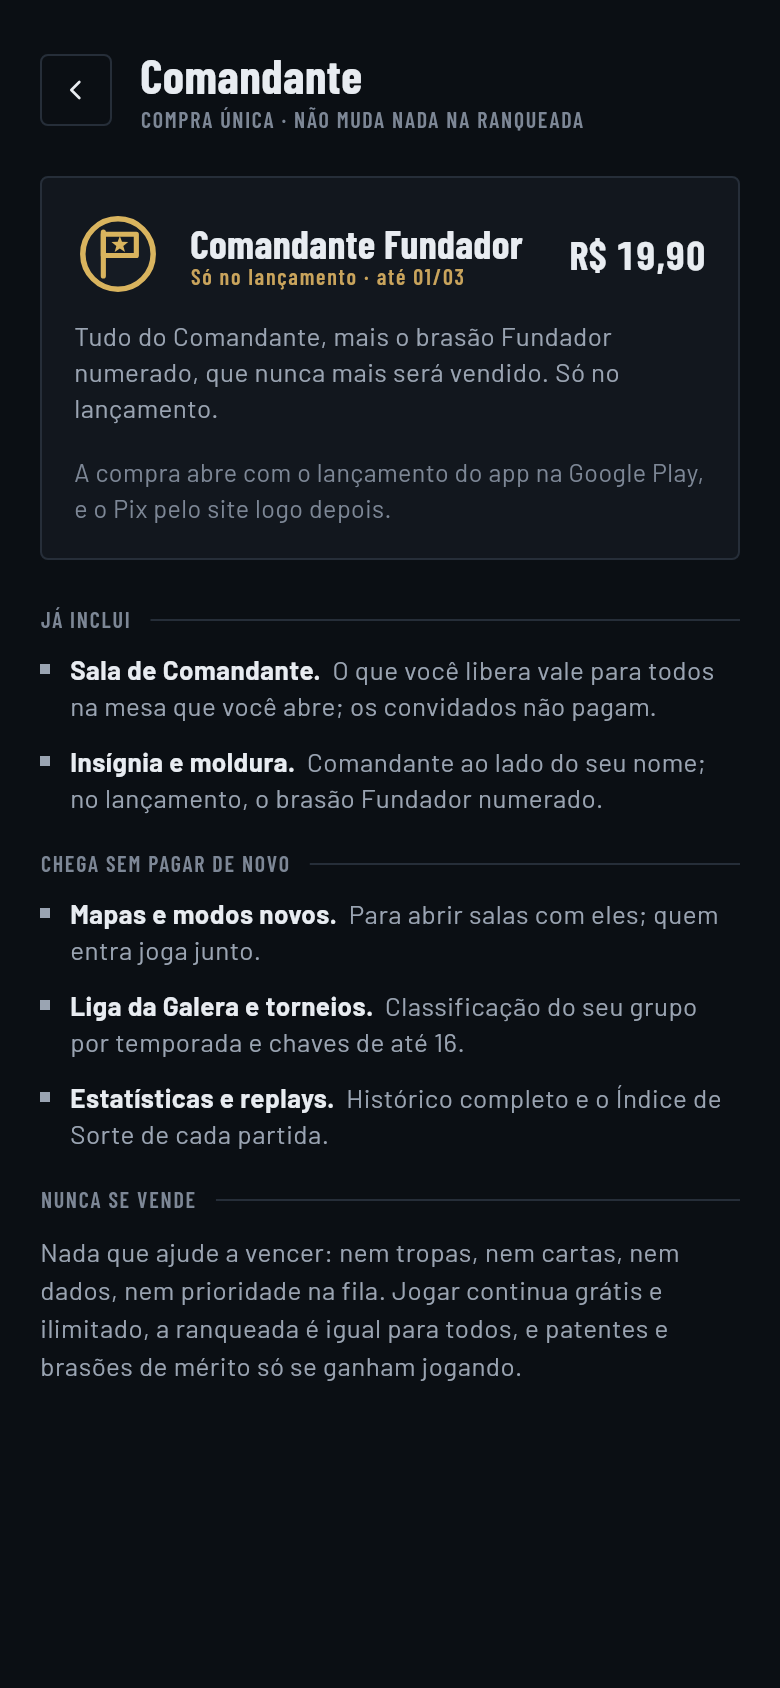 Comandante
COMPRA ÚNICA · NÃO MUDA NADA NA RANQUEADA
Comandante Fundador
R$ 19,90
Só no lançamento · até 01/03
Tudo do Comandante, mais o brasão Fundador
numerado, que nunca mais será vendido. Só no
lançamento.
A compra abre com o lançamento do app na Google Play,
e o Pix pelo site logo depois.
JÁ INCLUI
Sala de Comandante. O que você libera vale para todos
na mesa que você abre; os convidados não pagam.
Insígnia e moldura. Comandante ao lado do seu nome;
no lançamento, o brasão Fundador numerado.
CHEGA SEM PAGAR DE NOVO
Mapas e modos novos. Para abrir salas com eles; quem
entra joga junto.
Liga da Galera e torneios. Classificação do seu grupo
por temporada e chaves de até 16.
Estatísticas e replays. Histórico completo e o Índice de
Sorte de cada partida.
NUNCA SE VENDE
Nada que ajude a vencer: nem tropas, nem cartas, nem
dados, nem prioridade na fila. Jogar continua grátis e
ilimitado, a ranqueada é igual para todos, e patentes e
brasões de mérito só se ganham jogando.